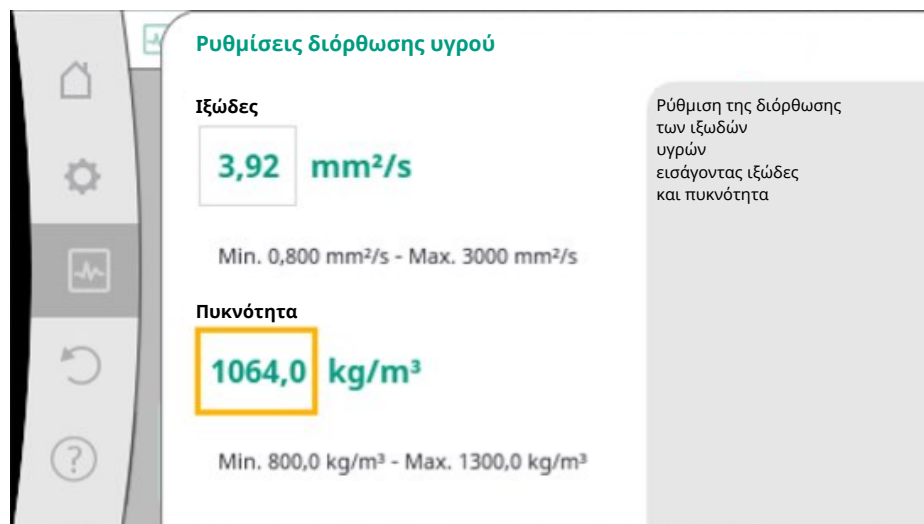 Ρυθμίσεις διόρθωσης υγρού
Ιξώδες
3,92 mm²/s
Min. 0,800 mm²/s - Max. 3000 mm²/s
Πυκνότητα
1064,0 kg/m³
Min. 800,0 kg/m³ - Max. 1300,0 kg/m³
Ρύθμιση της διόρθωσης
των ιξωδών
υγρών
εισάγοντας ιξώδες
και πυκνότητα
?